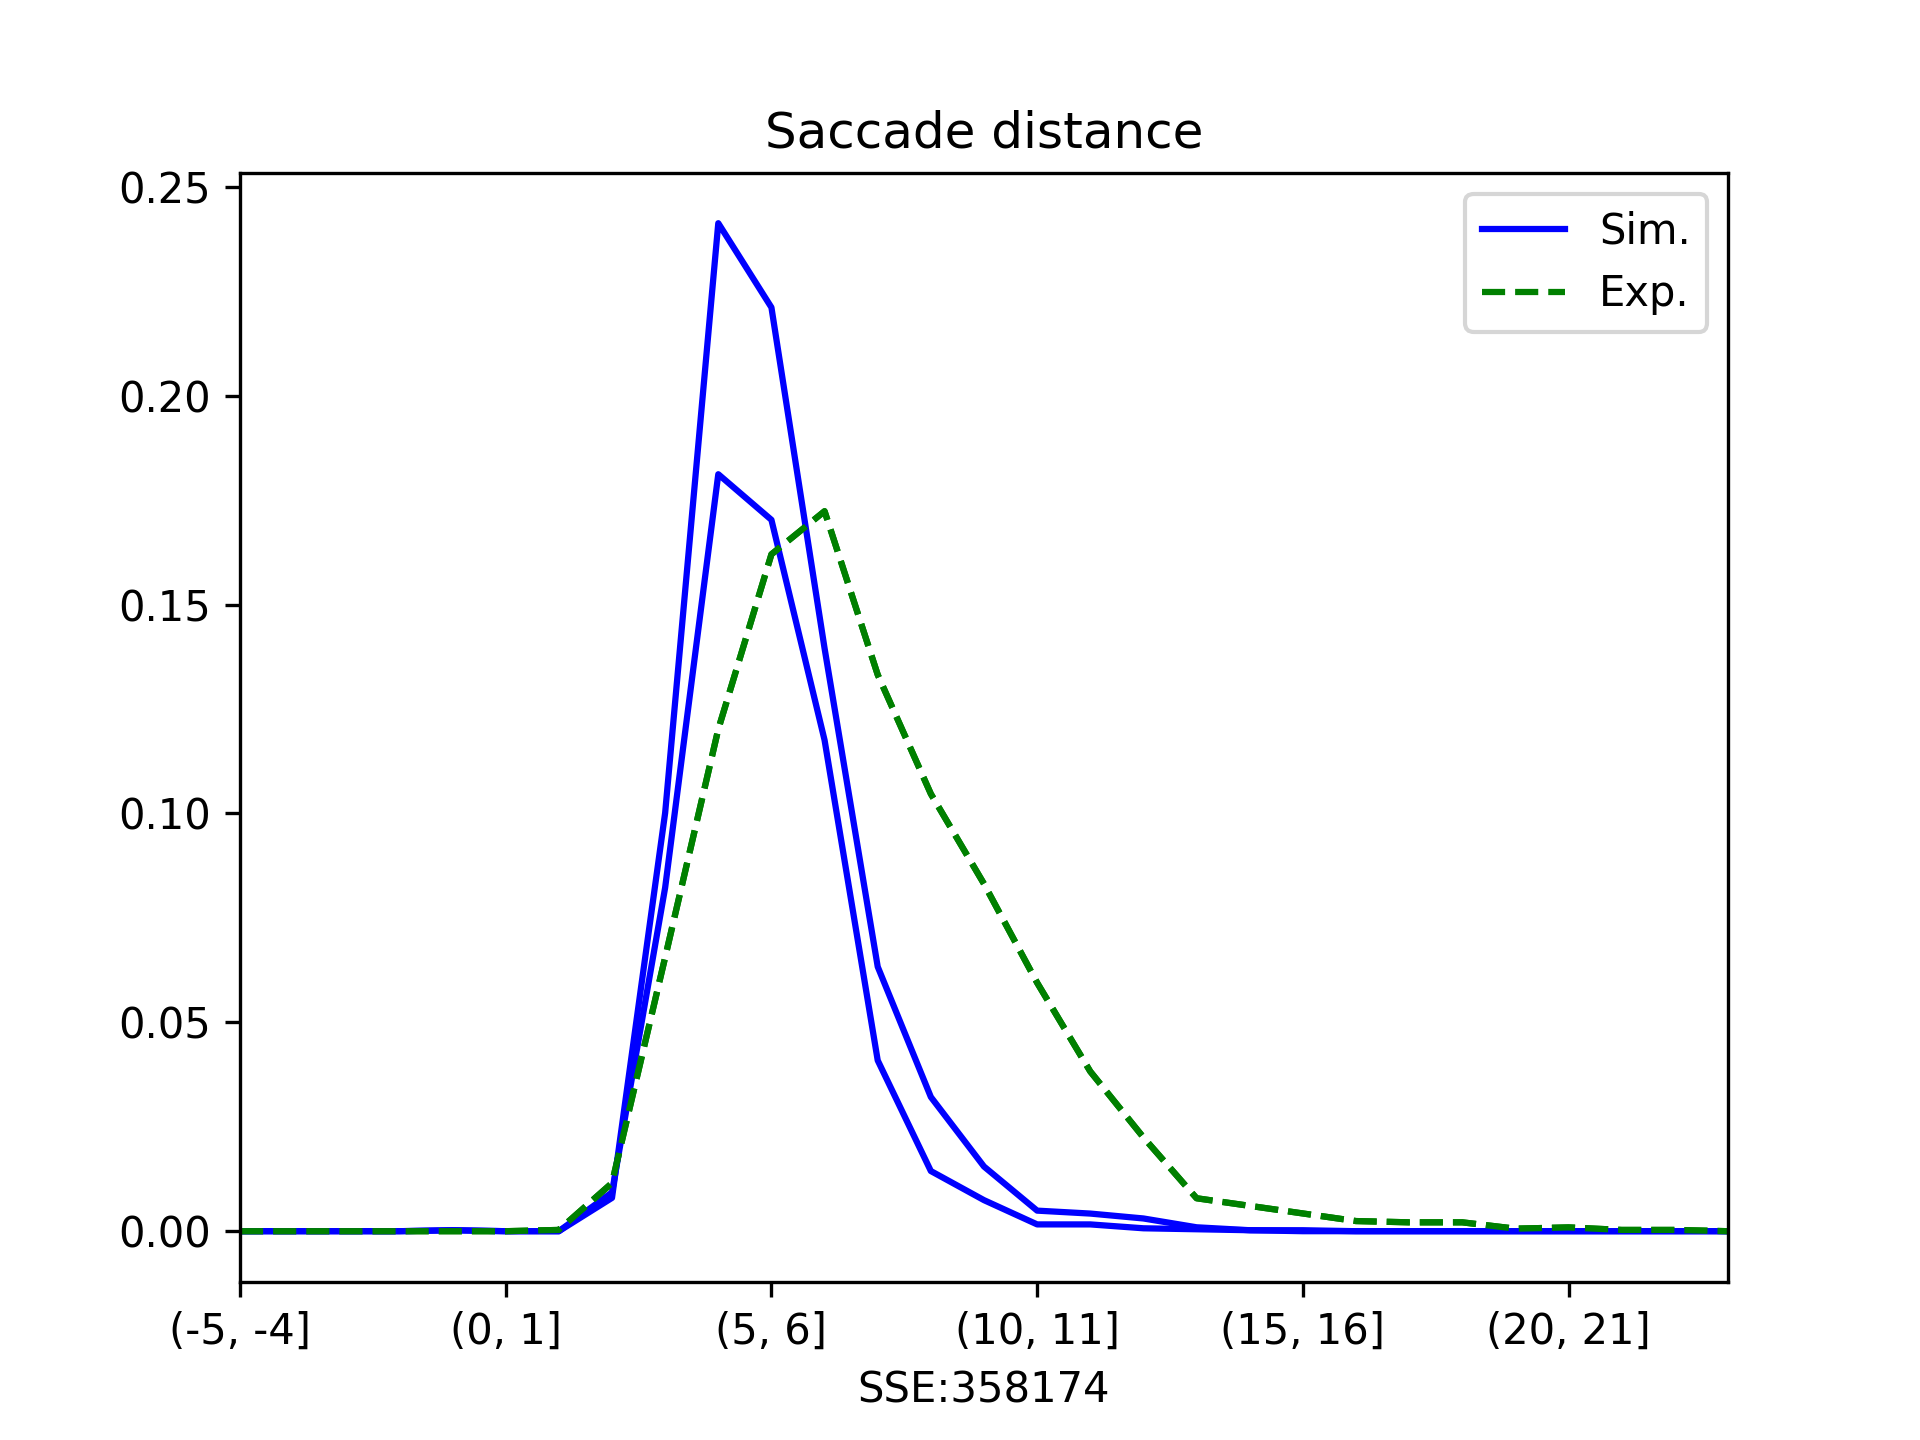 Saccade distance
0.25
0.20
0.15
0.10
0.05
0.00
Sim.
Exp.
(-5, -4] (0, 1] (5, 6] (10, 11] (15, 16] (20, 21]
SSE:358174